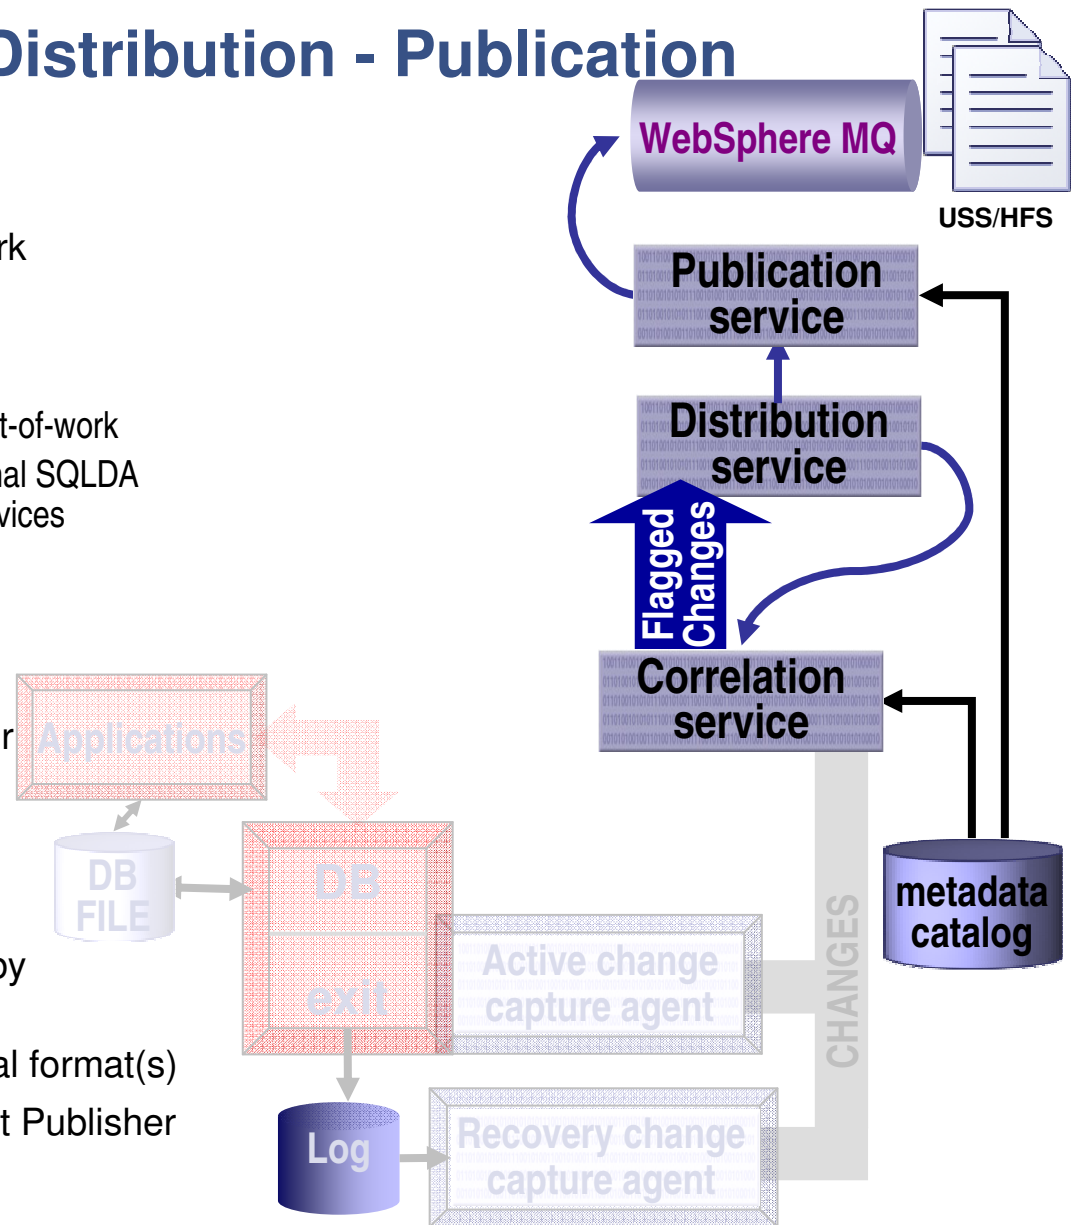 Distribution - Publication
WebSphere MQ
USS/HFS
rk
Publication
service
t-of-work
nal SQLDA
vices
Distribution
service
Flagged
Changes
Correlation
service
r
Applications
DB
FILE
DB
exit
metadata
catalog
CHANGES
by
Active change
capture agent
al format(s)
t Publisher
Log
Recovery change
capture agent